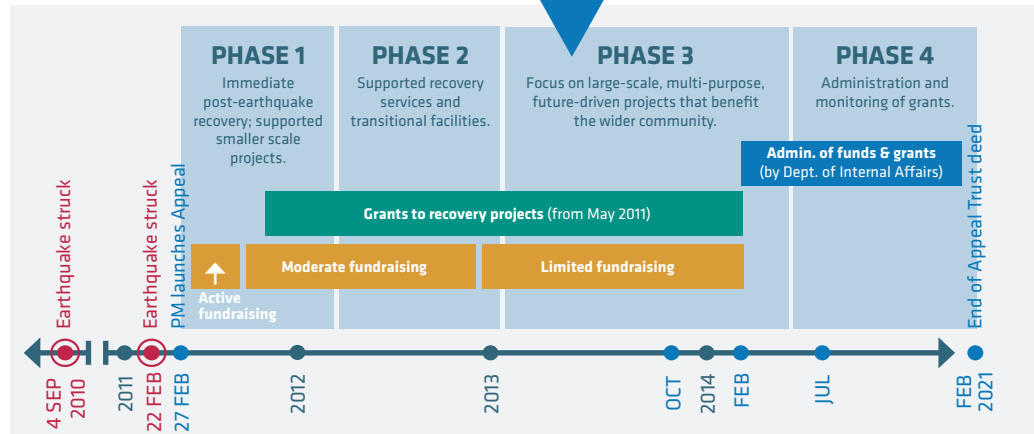 PHASE 1
Immediate
post-earthquake
recovery; supported
smaller scale
projects.
PHASE 2
Supported recovery
services and
transitional facilities.
PHASE 3
Focus on large-scale, multi-purpose,
future-driven projects that benefit
the wider community.
PHASE 4
Administration and
monitoring of grants.
Admin. of funds & grants
(by Dept. of Internal Affairs)
Grants to recovery projects (from May 2011)
Active
fundraising
Moderate fundraising
Limited fundraising
Earthquake struck
Earthquake struck
PM launches Appeal
End of Appeal Trust deed
4 SEP
2010
2011
22 FEB
27 FEB
2012
2013
OCT
2014
FEB
JUL
FEB
2021